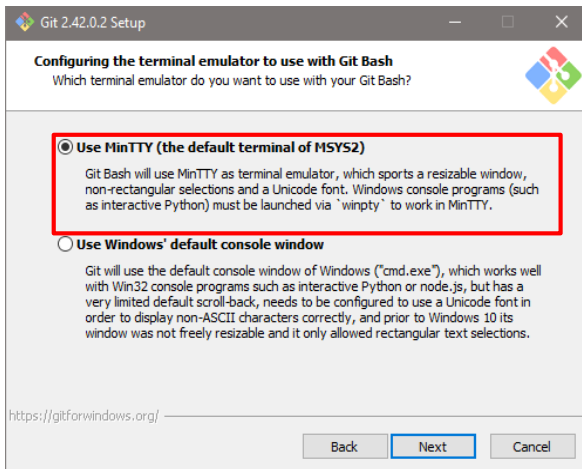 Git 2.42.0.2 Setup
Configuring the terminal emulator to use with Git Bash
Which terminal emulator do you want to use with your Git Bash?
Use MinTTY (the default terminal of MSYS2)
Git Bash will use MinTTY as terminal emulator, which sports a resizable window,
non-rectangular selections and a Unicode font. Windows console programs (such
as interactive Python) must be launched via `winpty` to work in MinTTY.
Use Windows' default console window
Git will use the default console window of Windows ("cmd.exe"), which works well
with Win32 console programs such as interactive Python or node.js, but has a
very limited default scroll-back, needs to be configured to use a Unicode font in
order to display non-ASCII characters correctly, and prior to Windows 10 its
window was not freely resizable and it only allowed rectangular text selections.
https://gitforwindows.org/
Back Next Cancel